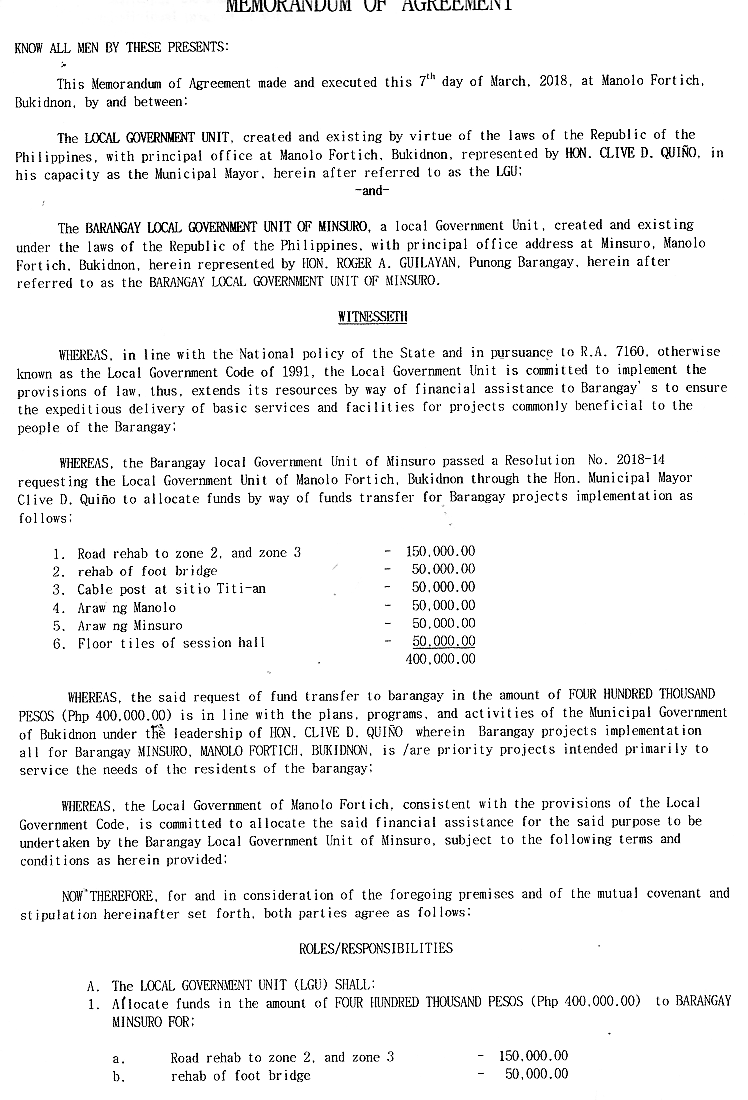 MEMORANDUM OF AGREEMENT
KNOW ALL MEN BY THESE PRESENTS:
This Memorandum of Agreement made and executed this 7th day of March, 2018, at Manolo Fortich,
Bukidnon, by and between:
The LOCAL GOVERNMENT UNIT, created and existing by virtue of the laws of the Republic of the
Philippines, with principal office at Manolo Fortich, Bukidnon, represented by HON. CLIVE D. QUIÑO, in
his capacity as the Municipal Mayor, herein after referred to as the LGU;
-and-
The BARANGAY LOCAL GOVERNMENT UNIT OF MINSURO, a local Government Unit, created and existing
under the laws of the Republic of the Philippines, with principal office address at Minsuro, Manolo
Fortich, Bukidnon, herein represented by HON. ROGER A. GUILAYAN, Punong Barangay, herein after
referred to as the BARANGAY LOCAL GOVERNMENT UNIT OF MINSURO.
WITNESSETH
WHEREAS, in line with the National policy of the State and in pursuance to R.A. 7160, otherwise
known as the Local Government Code of 1991, the Local Government Unit is committed to implement the
provisions of law, thus, extends its resources by way of financial assistance to Barangay's to ensure
the expeditious delivery of basic services and facilities for projects commonly beneficial to the
people of the Barangay;
WHEREAS, the Barangay local Government Unit of Minsuro passed a Resolution No. 2018-14
requesting the Local Government Unit of Manolo Fortich, Bukidnon through the Hon. Municipal Mayor
Clive D. Quiño to allocate funds by way of funds transfer for Barangay projects implementation as
follows:
1. Road rehab to zone 2, and zone 3 - 150,000.00
2. rehab of foot bridge - 50,000.00
3. Cable post at sitio Titi-an - 50,000.00
4. Araw ng Manolo - 50,000.00
5. Araw ng Minsuro - 50,000.00
6. Floor tiles of session hall - 50,000.00
400,000.00
WHEREAS, the said request of fund transfer to barangay in the amount of FOUR HUNDRED THOUSAND
PESOS (Php 400,000.00) is in line with the plans, programs, and activities of the Municipal Government
of Bukidnon under the leadership of HON. CLIVE D. QUIÑO wherein Barangay projects implementation
all for Barangay MINSURO, MANOLO FORTICH, BUKIDNON, is /are priority projects intended primarily to
service the needs of the residents of the barangay;
WHEREAS, the Local Government of Manolo Fortich, consistent with the provisions of the Local
Government Code, is committed to allocate the said financial assistance for the said purpose to be
undertaken by the Barangay Local Government Unit of Minsuro, subject to the following terms and
conditions as herein provided:
NOW THEREFORE, for and in consideration of the foregoing premises and of the mutual covenant and
stipulation hereinafter set forth, both parties agree as follows:
ROLES/RESPONSIBILITIES
A. The LOCAL GOVERNMENT UNIT (LGU) SHALL:
1. Allocate funds in the amount of FOUR HUNDRED THOUSAND PESOS (Php 400,000.00) to BARANGAY
MINSURO FOR;
a. Road rehab to zone 2, and zone 3 - 150,000.00
b. rehab of foot bridge - 50,000.00